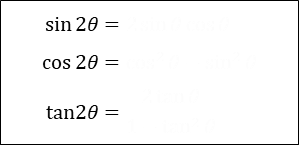 sin 2θ =
cos 2θ =
tan2θ =